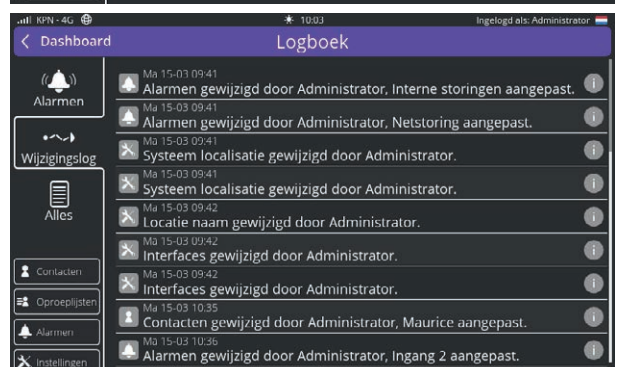 KPN - 4G
10:03
Ingelogd als: Administrator
Dashboard
Logboek
Alarmen
Wijzigingslog
Alles
Contacten
Oproeplijsten
Alarmen
Instellingen
Ma 15-03 09:41
Alarmen gewijzigd door Administrator, Interne storingen aangepast.
Ma 15-03 09:41
Alarmen gewijzigd door Administrator, Netstoring aangepast.
Ma 15-03 09:41
Systeem localisatie gewijzigd door Administrator.
Ma 15-03 09:41
Systeem localisatie gewijzigd door Administrator.
Ma 15-03 09:42
Locatie naam gewijzigd door Administrator.
Ma 15-03 09:42
Interfaces gewijzigd door Administrator.
Ma 15-03 09:42
Interfaces gewijzigd door Administrator.
Ma 15-03 10:35
Contacten gewijzigd door Administrator, Maurice aangepast.
Ma 15-03 10:36
Alarmen gewijzigd door Administrator, Ingang 2 aangepast.